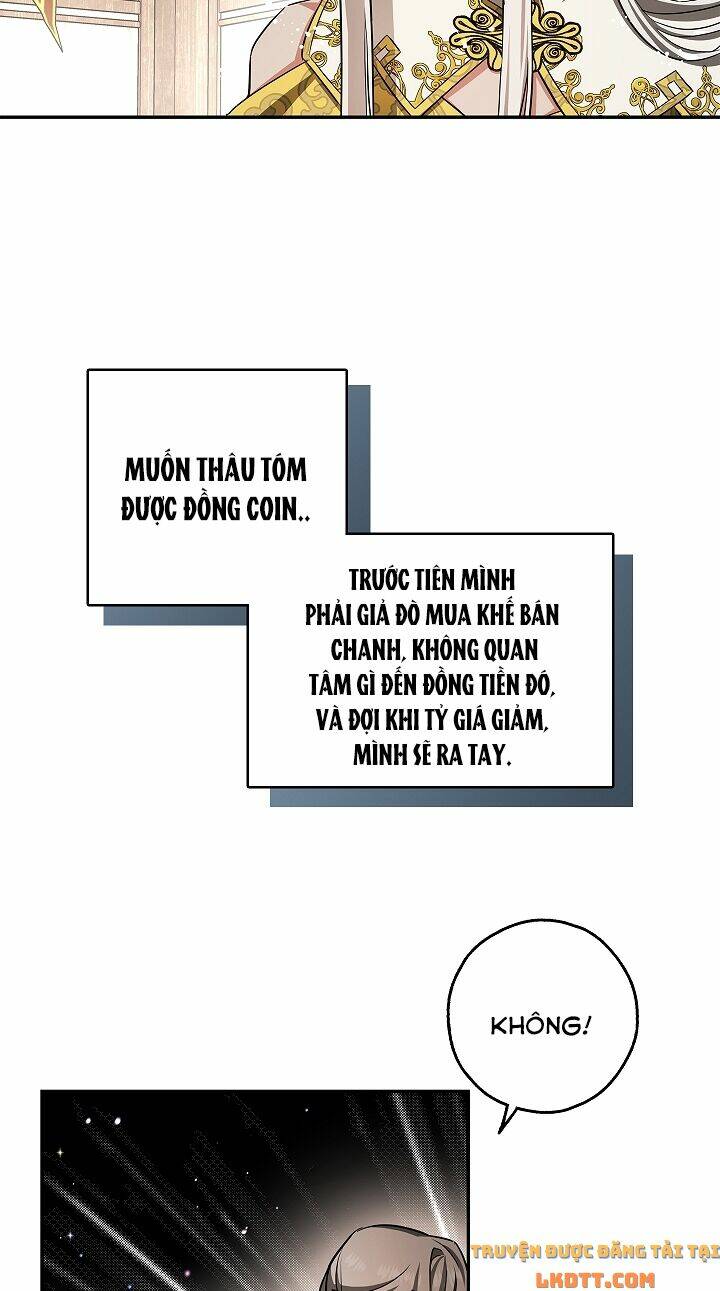 MUỐN THÂU TÓM
ĐƯỢC ĐỒNG COIN..
TRƯỚC TIÊN MÌNH
PHẢI GIẢ ĐÒ MUA KHẾ BÁN
CHANH, KHÔNG QUAN
TÂM GÌ ĐẾN ĐỒNG TIỀN ĐÓ,
VÀ ĐỢI KHI TỶ GIÁ GIẢM,
MÌNH SẼ RA TAY.
KHÔNG!
TRUYỆN ĐƯỢC ĐĂNG TẢI TẠI
LKDTT.COM!